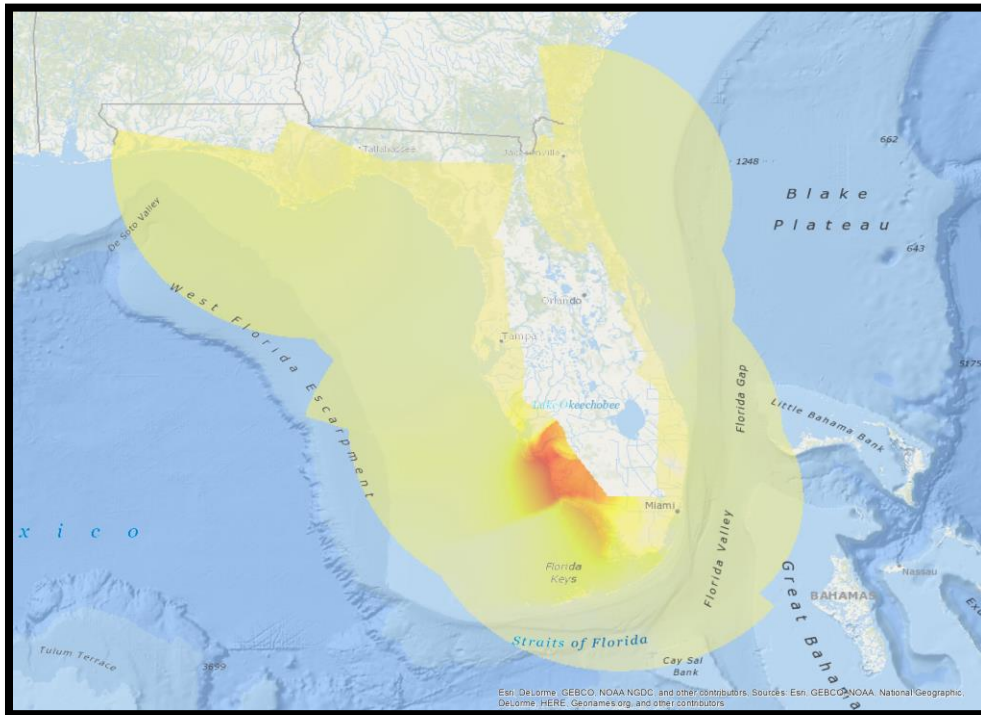 662
1248
Tallahassee
Jacksonville
Blake
Plateau
643
De Soto Valley
West Florida Escarpment
Orlando
Tampa
5175
Florida Gap
Lake Okeechobee
Little Bahama Bank
Miami
Florida Valley
x i c o
Florida
Keys
Nassau
BAHAMAS
Great Bahama
Exu
Straits of Florida
Tulum Terrace
3699
Cay Sal
Bank
Esri, DeLorme, GEBCO, NOAA NGDC, and other contributors, Sources: Esri, GEBCO, NOAA, National Geographic,
DeLorme, HERE, Geonames.org, and other contributors